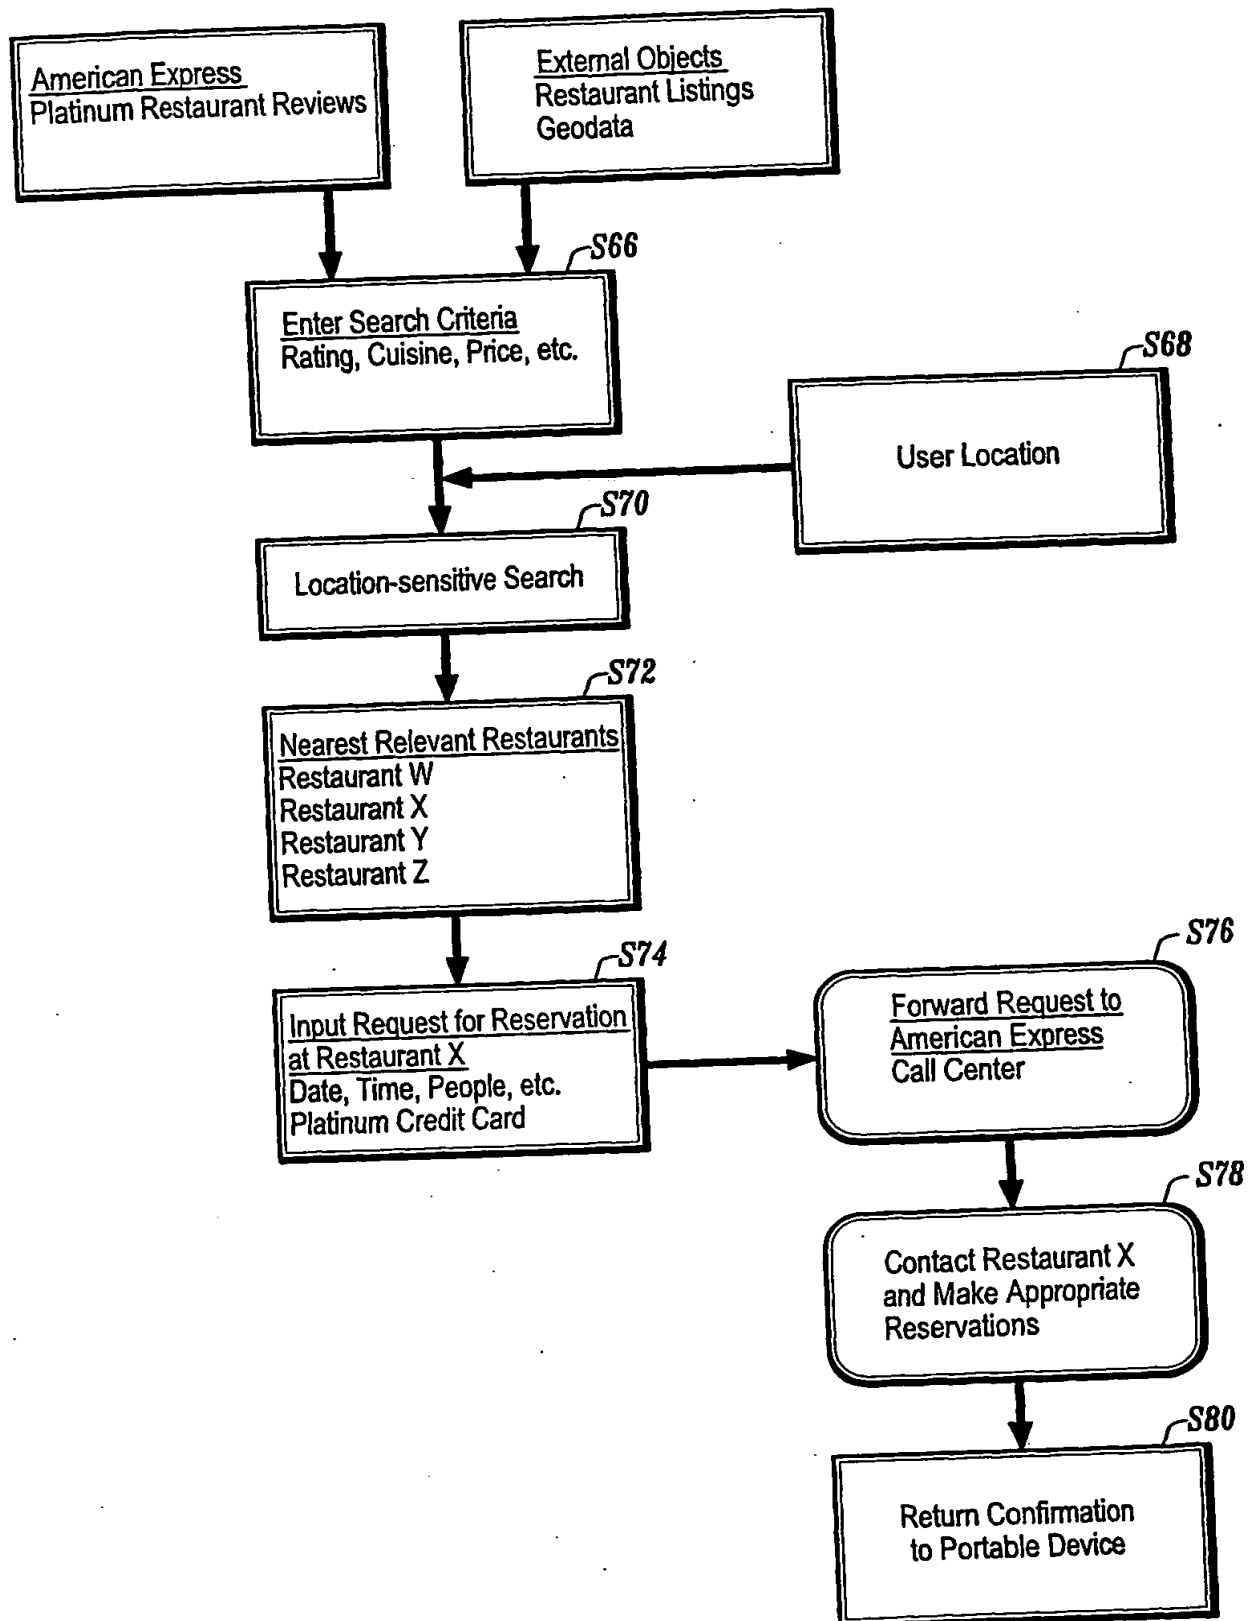 American Express
Platinum Restaurant Reviews
External Objects
Restaurant Listings
Geodata
S66
Enter Search Criteria
Rating, Cuisine, Price, etc.
S68
User Location
S70
Location-sensitive Search
S72
Nearest Relevant Restaurants
Restaurant W
Restaurant X
Restaurant Y
Restaurant Z
S74
Input Request for Reservation
at Restaurant X
Date, Time, People, etc.
Platinum Credit Card
S76
Forward Request to
American Express
Call Center
S78
Contact Restaurant X
and Make Appropriate
Reservations
S80
Return Confirmation
to Portable Device